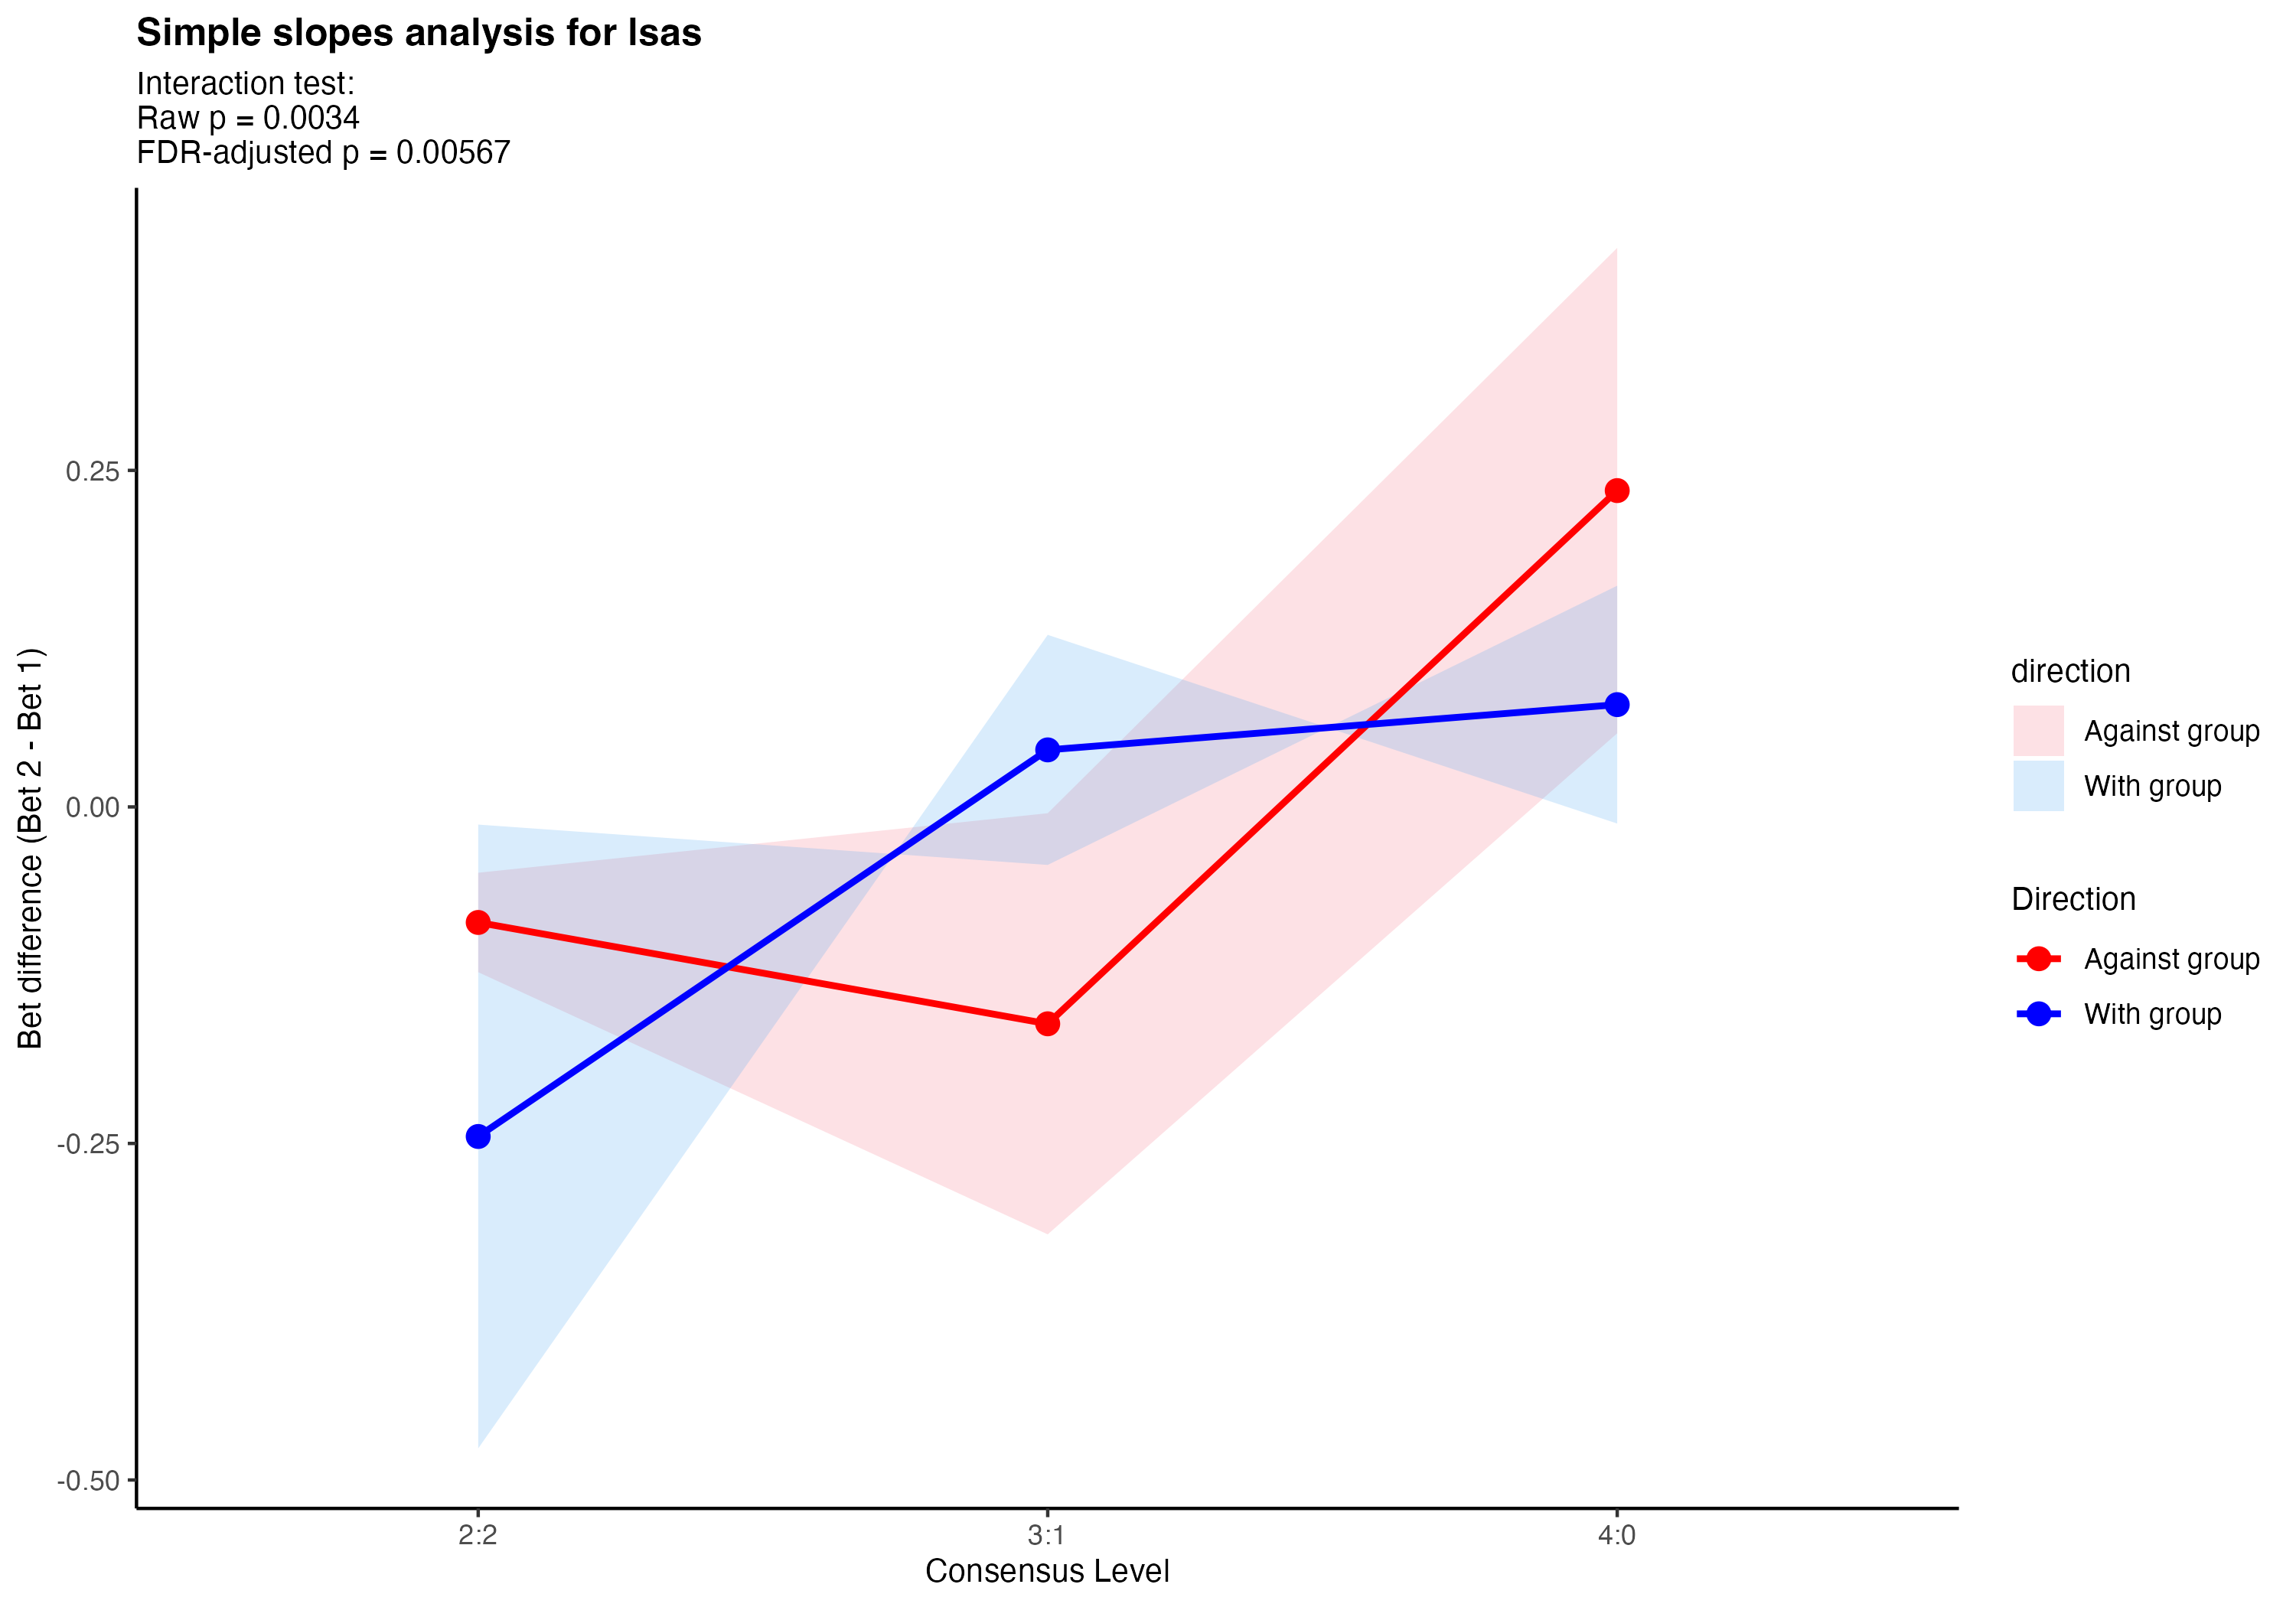 Simple slopes analysis for lsas
Interaction test:
Raw p = 0.0034
FDR-adjusted p = 0.00567
Bet difference (Bet 2 - Bet 1)
0.25
0.00
-0.25
-0.50
2:2
3:1
4:0
Consensus Level
direction
Against group
With group
Direction
Against group
With group